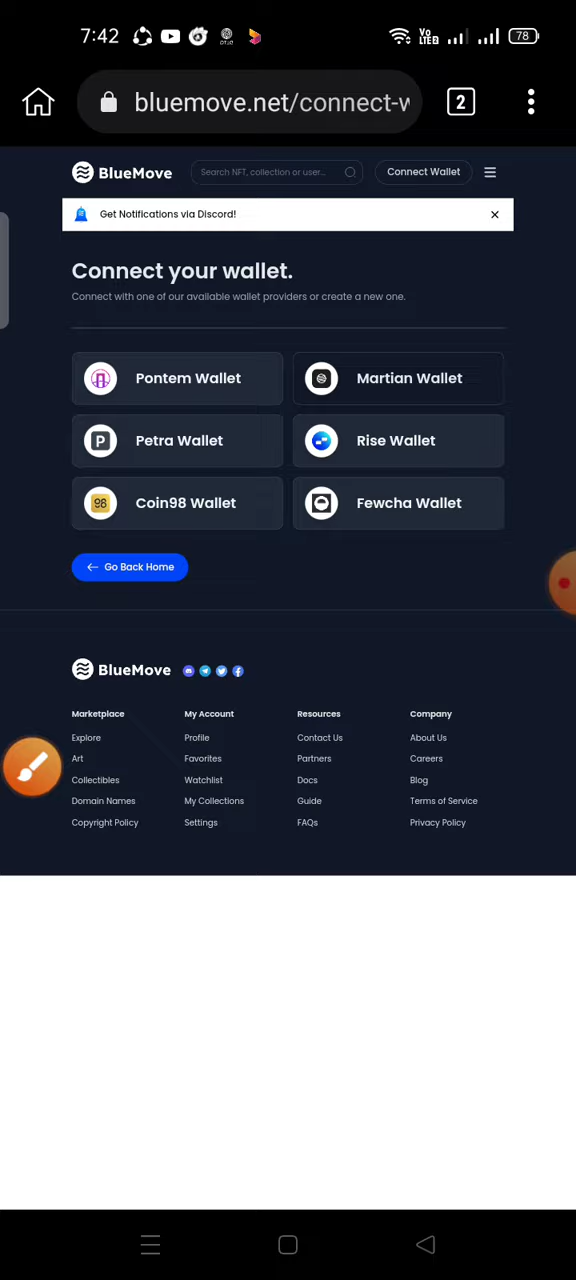 7:42 Vo LTE2 78
bluemove.net/connect-w 2
BlueMove Search NFT, collection or user... Connect Wallet
Get Notifications via Discord!
Connect your wallet.
Connect with one of our available wallet providers or create a new one.
Pontem Wallet Martian Wallet
P Petra Wallet Rise Wallet
98 Coin98 Wallet Fewcha Wallet
Go Back Home
BlueMove
Marketplace My Account Resources Company
Explore Profile Contact Us About Us
Art Favorites Partners Careers
Collectibles Watchlist Docs Blog
Domain Names My Collections Guide Terms of Service
Copyright Policy Settings FAQs Privacy Policy